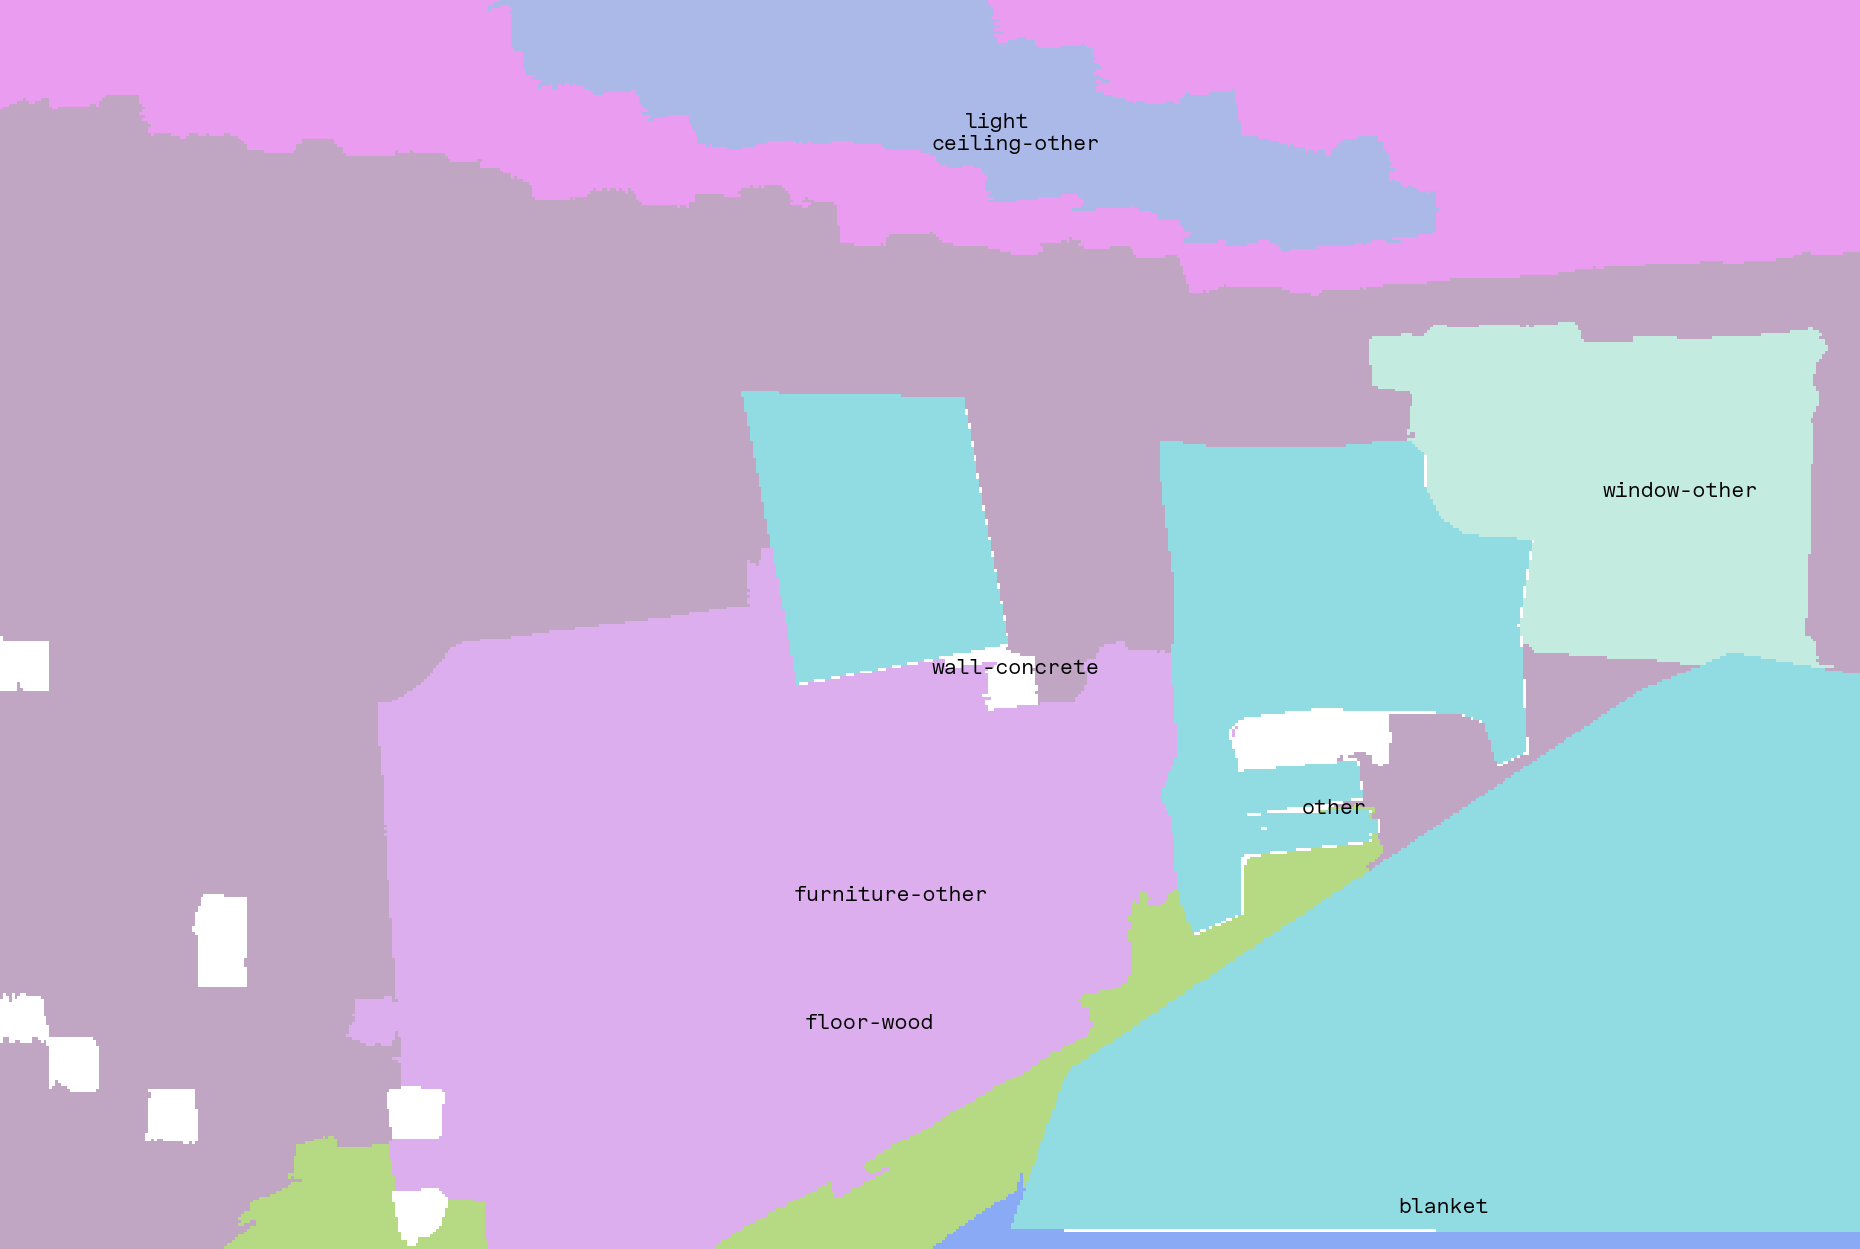 light
ceiling-other
window-other
wall-concrete
other
furniture-other
floor-wood
blanket